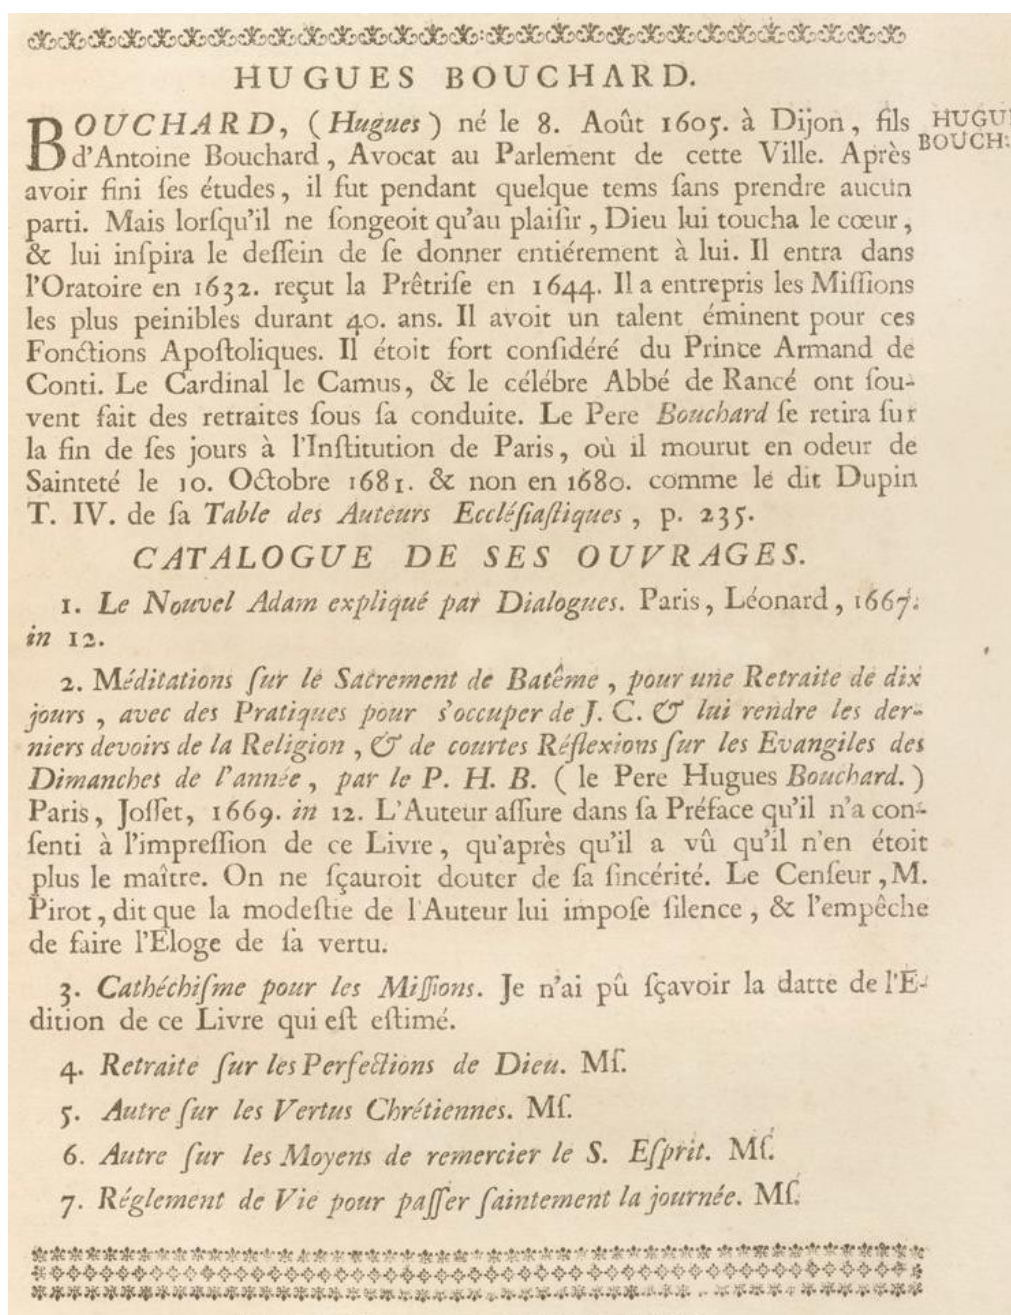 HUGUES BOUCHARD.
BOUCHARD, (Hugues) né le 8. Août 1605. à Dijon, fils
HUGU
d'Antoine Bouchard, Avocat au Parlement de cette Ville. Après
BOUCH
avoir fini ſes études, il fut pendant quelque tems ſans prendre aucun
parti. Mais lorſqu'il ne ſongeoit qu'au plaiſir, Dieu lui toucha le cœur,
& lui inſpira le deſſein de ſe donner entiérement à lui. Il entra dans
l'Oratoire en 1632. reçut la Prêtriſe en 1644. Il a entrepris les Miſſions
les plus peinibles durant 40. ans. Il avoit un talent éminent pour ces
Fonctions Apoſtoliques. Il étoit fort conſidéré du Prince Armand de
Conti. Le Cardinal le Camus, & le célébre Abbé de Rancé ont ſou-
vent fait des retraites ſous ſa conduite. Le Pere Bouchard ſe retira ſur
la fin de ſes jours à l'Inſtitution de Paris, où il mourut en odeur de
Sainteté le 10. Octobre 1681. & non en 1680. comme le dit Dupin
T. IV. de ſa Table des Auteurs Eccléſiaſtiques, p. 235.
CATALOGUE DE SES OUVRAGES.
1. Le Nouvel Adam expliqué par Dialogues. Paris, Léonard, 1667.
in 12.
2. Méditations ſur le Sacrement de Batême, pour une Retraite de dix
jours, avec des Pratiques pour s'occuper de J. C. & lui rendre les der-
niers devoirs de la Religion, & de courtes Réflexions ſur les Evangiles des
Dimanches de l'année, par le P. H. B. (le Pere Hugues Bouchard.)
Paris, Joſſet, 1669. in 12. L'Auteur aſſure dans ſa Préface qu'il n'a con-
ſenti à l'impreſſion de ce Livre, qu'après qu'il a vû qu'il n'en étoit
plus le maître. On ne ſçauroit douter de ſa ſincérité. Le Cenſeur, M.
Pirot, dit que la modeſtie de l'Auteur lui impoſe ſilence, & l'empêche
de faire l'Eloge de ſa vertu.
3. Cathéchiſme pour les Miſſions. Je n'ai pû ſçavoir la datte de l'E-
dition de ce Livre qui eſt eſtimé.
4. Retraite ſur les Perfections de Dieu. Mſ.
5. Autre ſur les Vertus Chrétiennes. Mſ.
6. Autre ſur les Moyens de remercier le S. Eſprit. Mſ.
7. Réglement de Vie pour paſſer ſaintement la journée. Mſ.